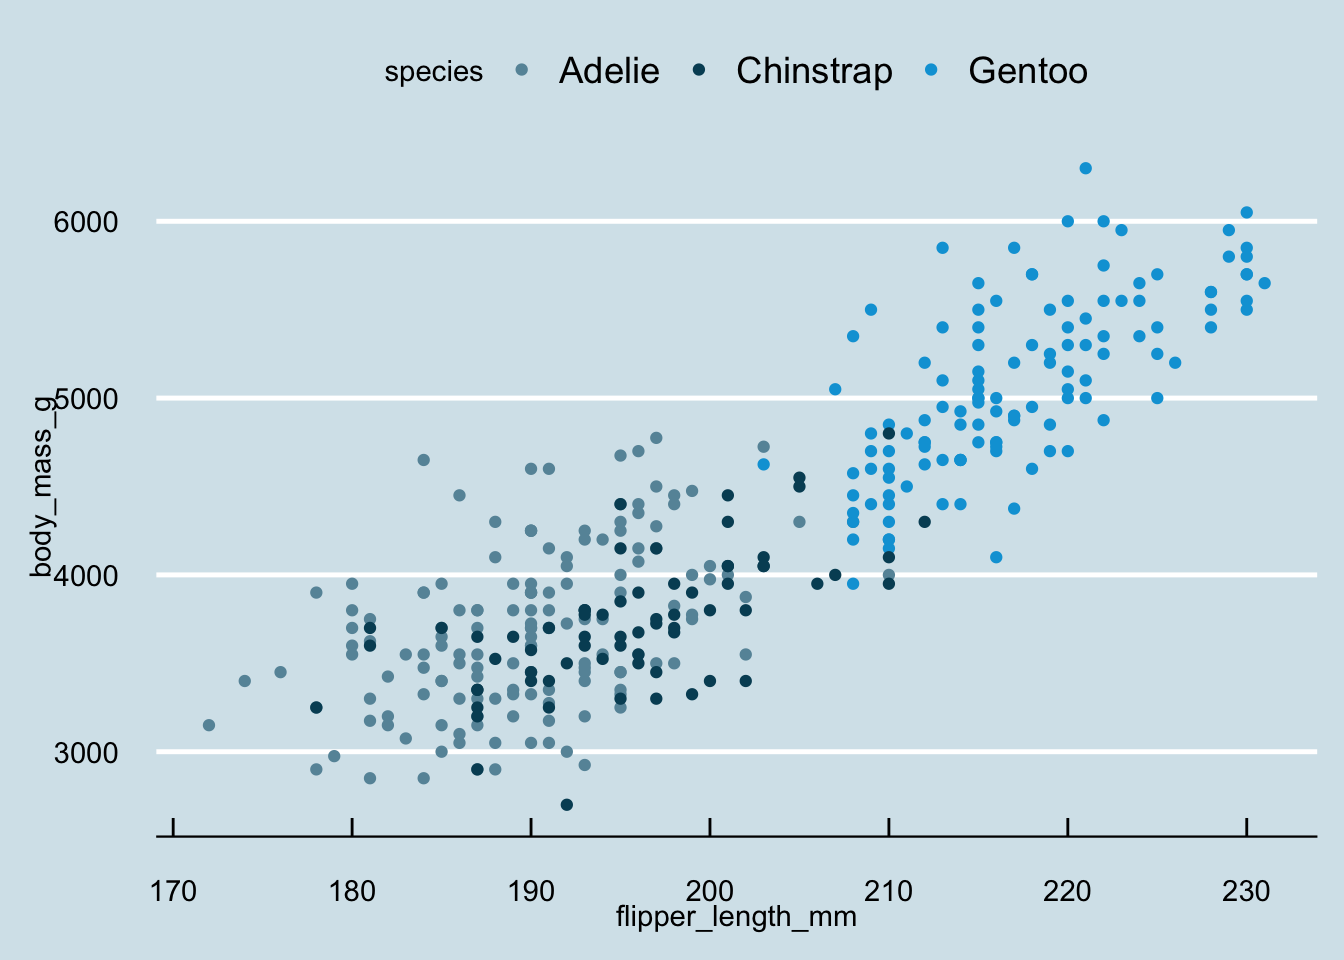 species Adelie Chinstrap Gentoo
6000
5000
4000
3000
body_mass_g
170 180 190 200 210 220 230
flipper_length_mm